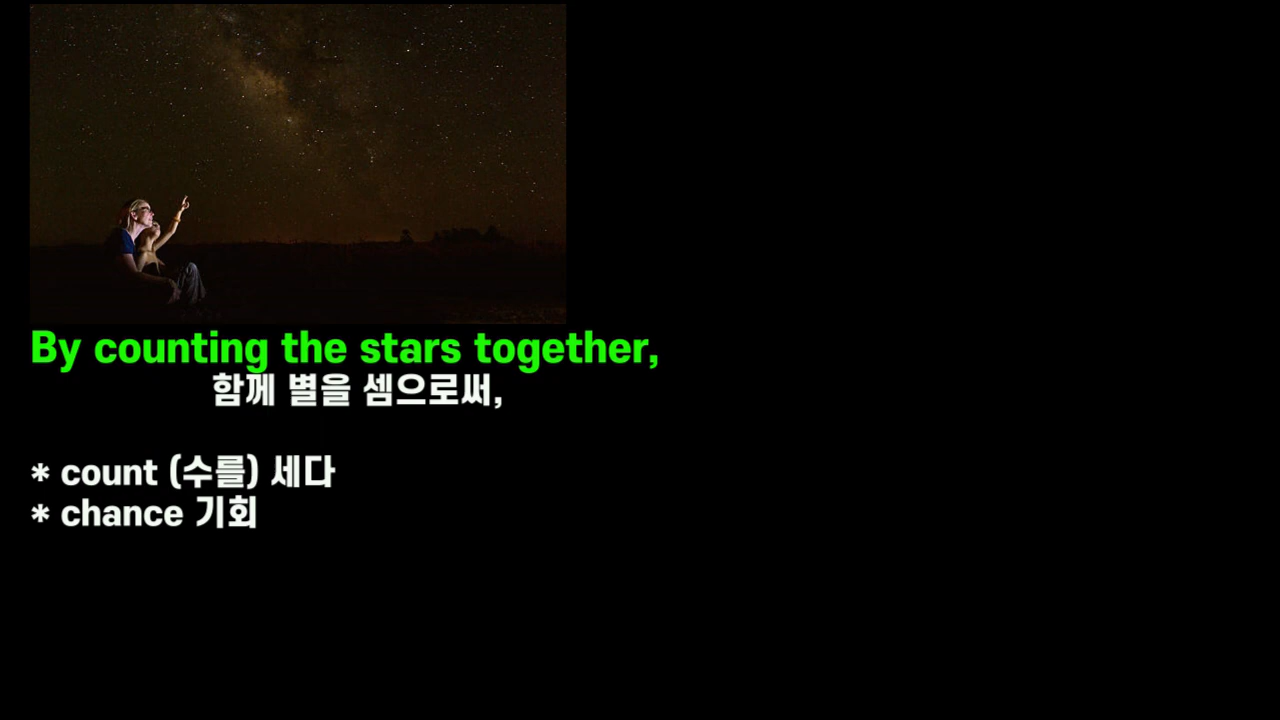 By counting the stars together,
함께 별을 셈으로써,
* count (수를) 세다
* chance 기회